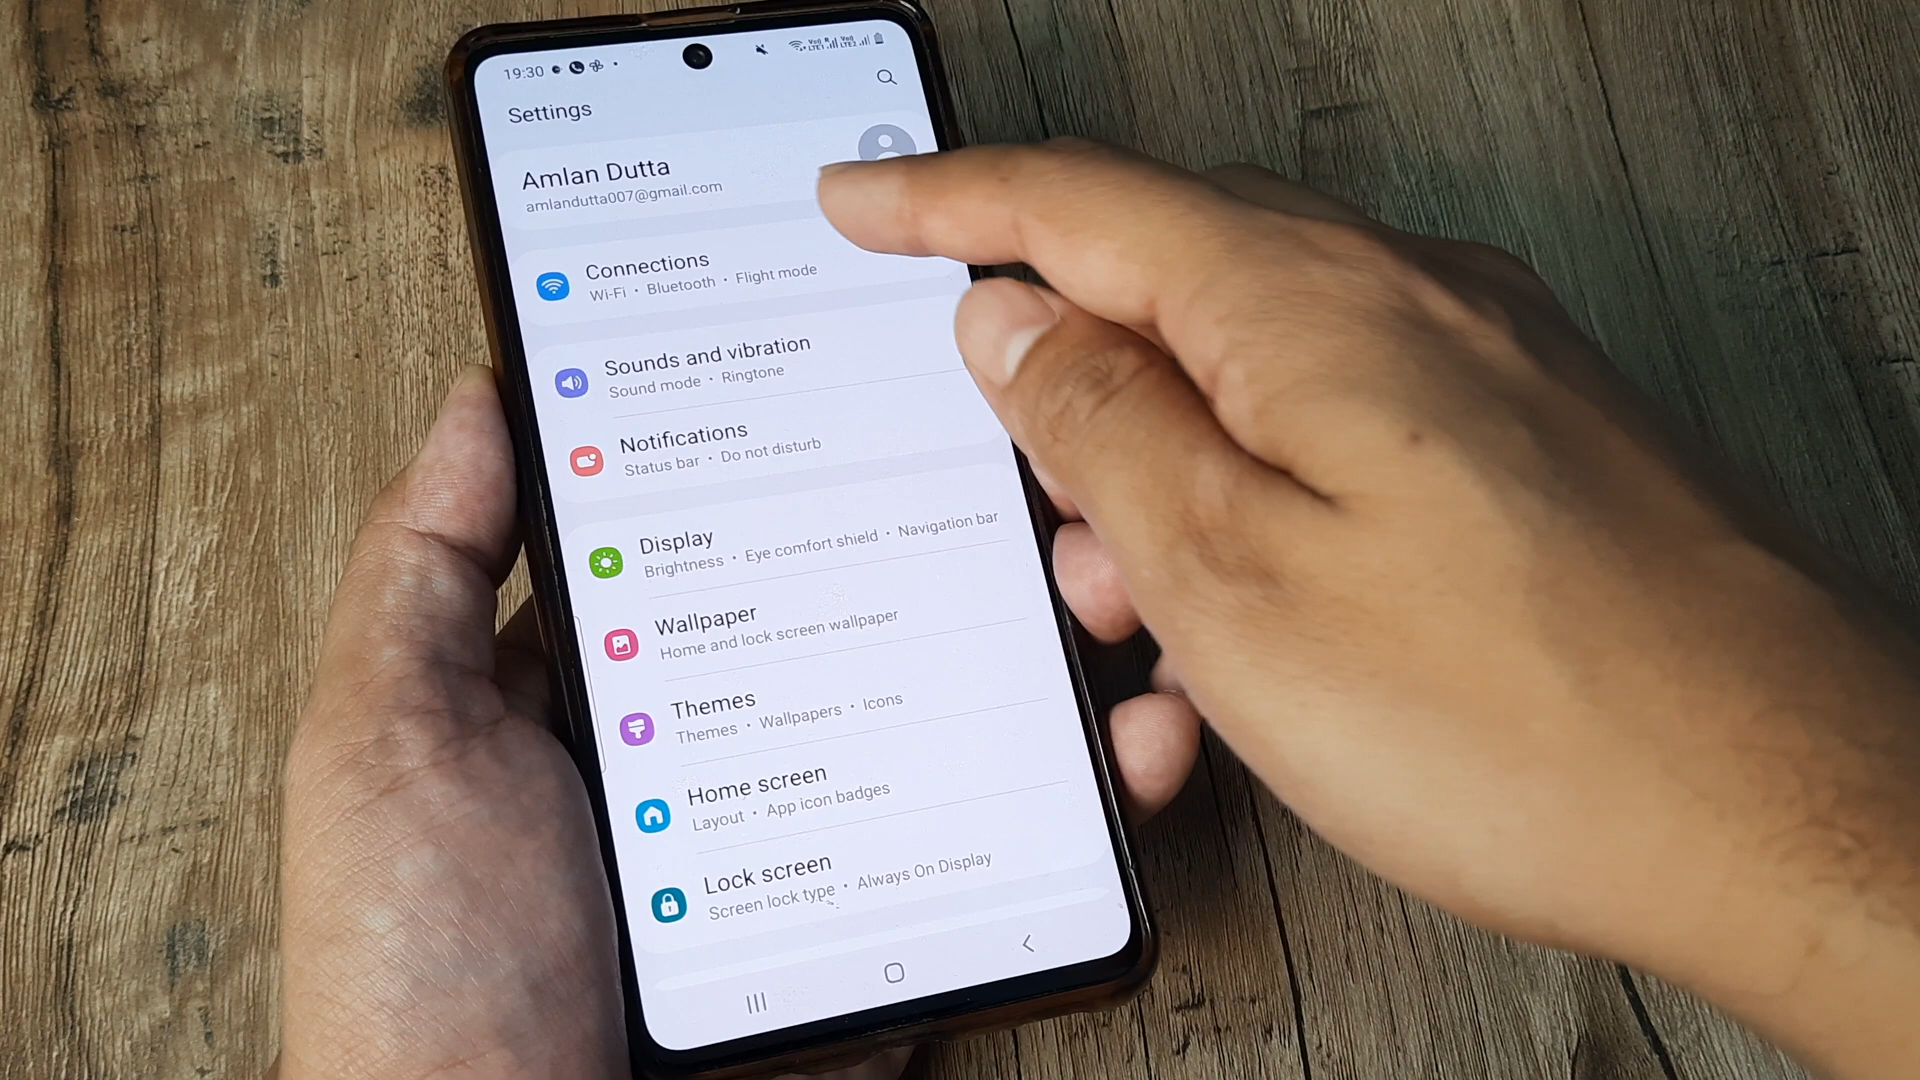 19:30
Settings
Amlan Dutta
amlandutta007@gmail.com
Connections
Wi-Fi • Bluetooth • Flight mode
Sounds and vibration
Sound mode • Ringtone
Notifications
Status bar • Do not disturb
Display
Brightness • Eye comfort shield • Navigation bar
Wallpaper
Home and lock screen wallpaper
Themes
Themes • Wallpapers • Icons
Home screen
Layout • App icon badges
Lock screen
Screen lock type • Always On Display